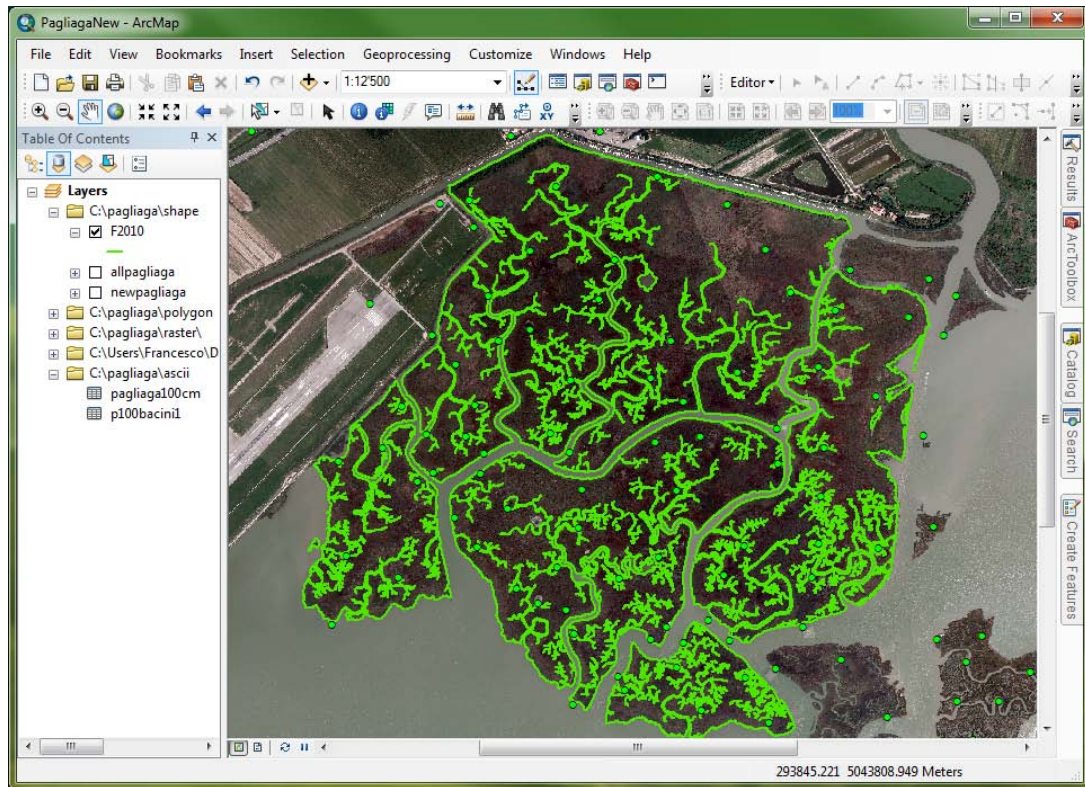 PagliagaNew - ArcMap
File Edit View Bookmarks Insert Selection Geoprocessing Customize Windows Help
1:12'500
Editor
100%
Table Of Contents
Layers
C:\pagliaga\shape
F2010
allpagliaga
newpagliaga
C:\pagliaga\polygon
C:\pagliaga\raster\
C:\Users\Francesco\D
C:\pagliaga\ascii
pagliaga100cm
p100bacini1
Results
ArcToolbox
Catalog
Search
Create Features
293845.221 5043808.949 Meters